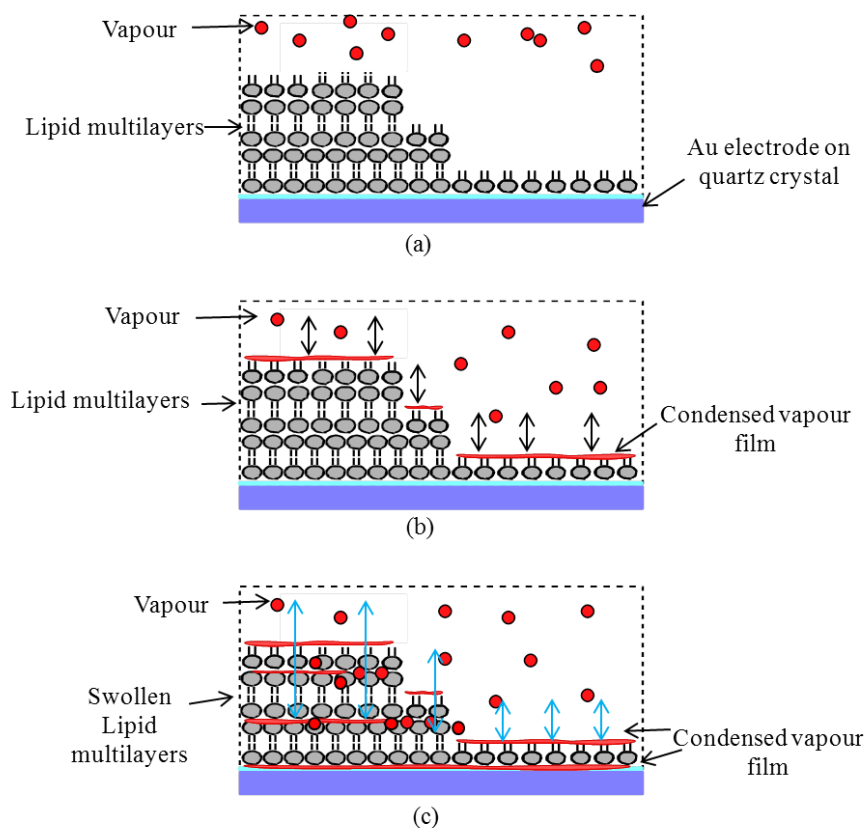 Vapour
Lipid multilayers
Au electrode on
quartz crystal
(a)
Vapour
Lipid multilayers
Condensed vapour
film
(b)
Vapour
Swollen
Lipid
multilayers
Condensed vapour
film
(c)